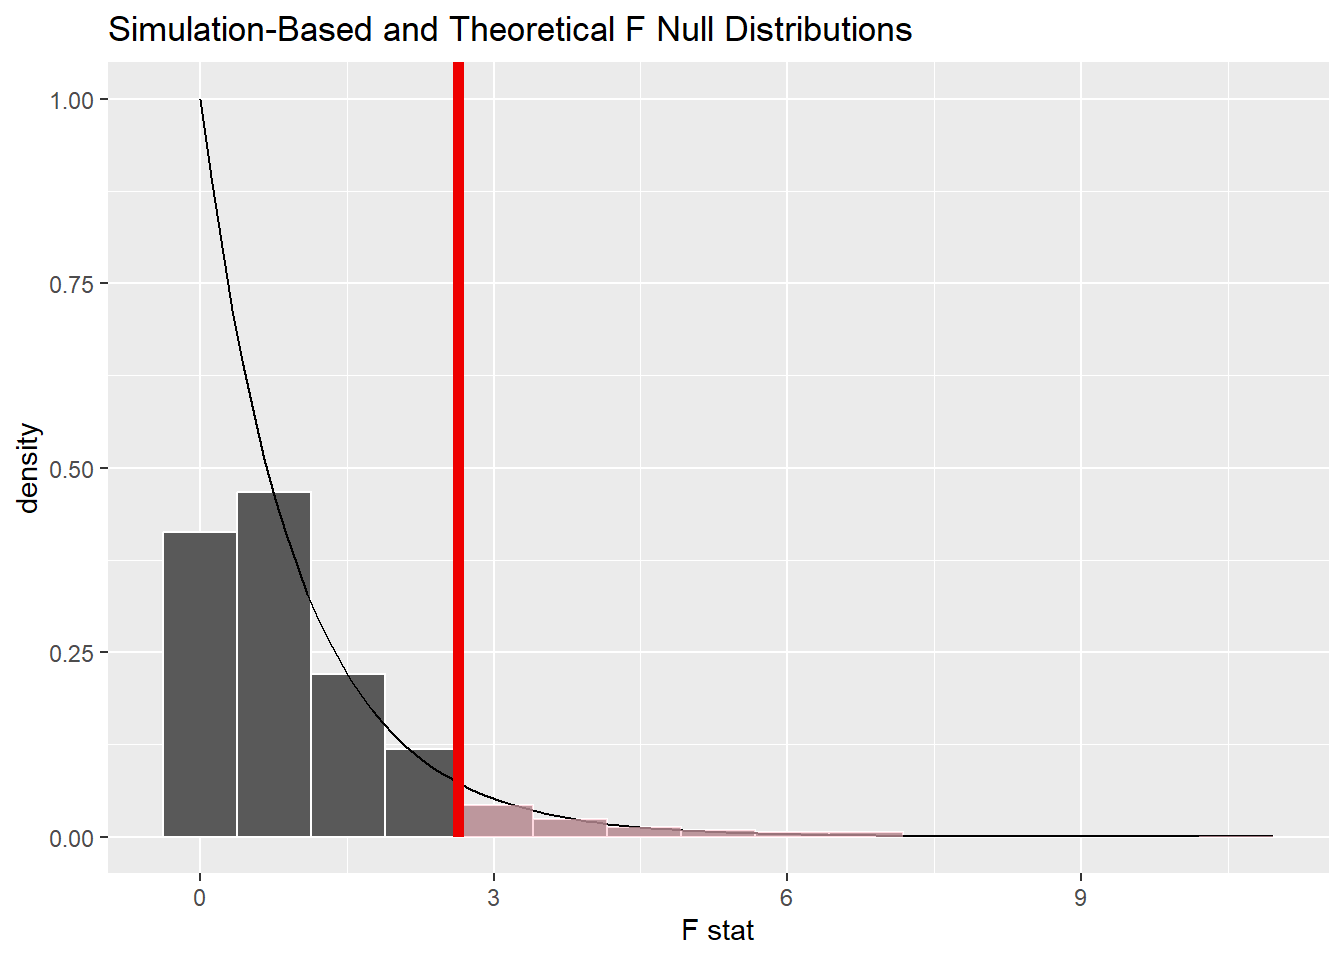 Simulation-Based and Theoretical F Null Distributions
1.00
0.75
0.50
0.25
0.00
density
0 3 6 9
F stat